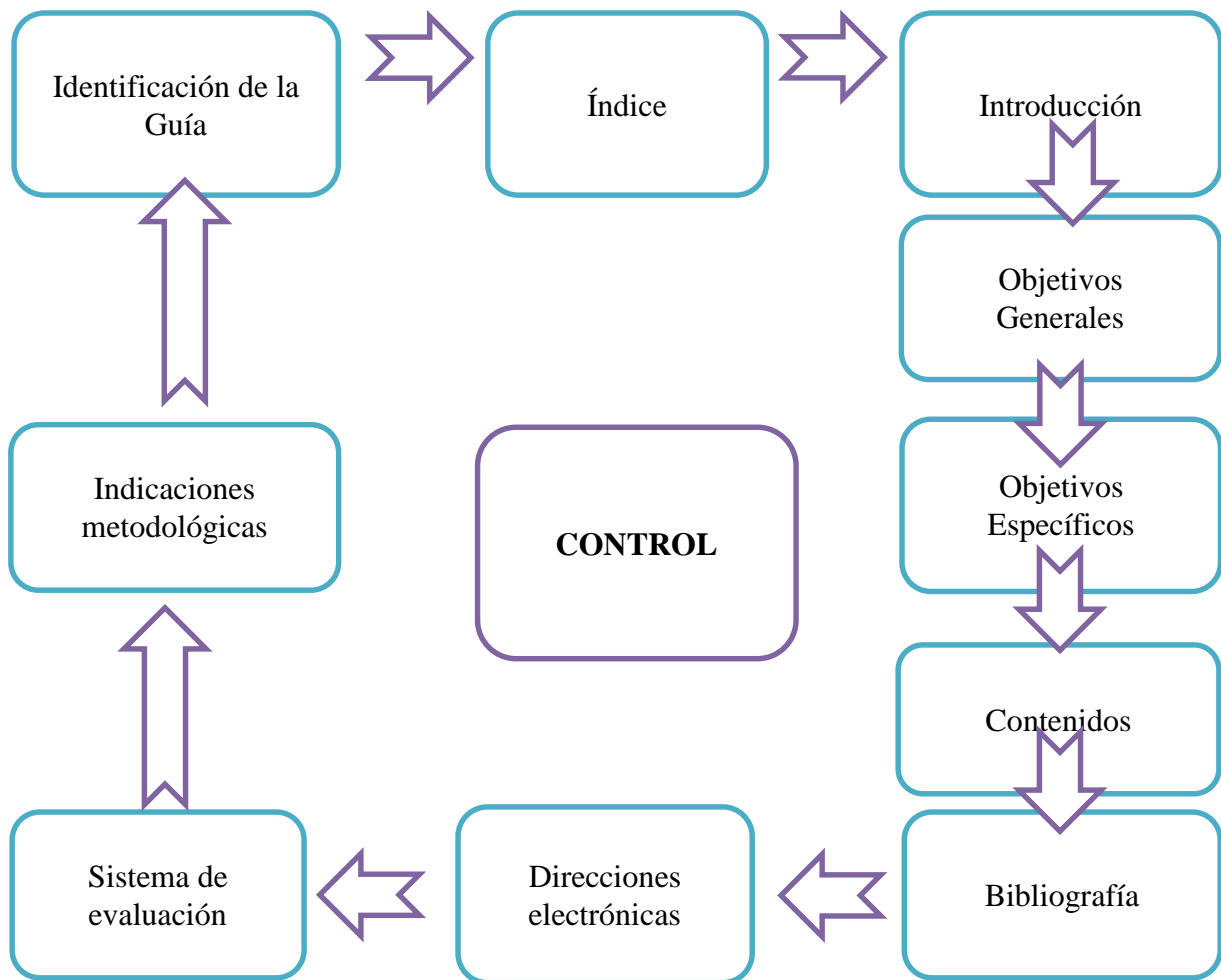 Identificación de la
Guía
Índice
Introducción
Objetivos
Generales
Objetivos
Específicos
Contenidos
Bibliografía
Direcciones
electrónicas
Sistema de
evaluación
Indicaciones
metodológicas
CONTROL